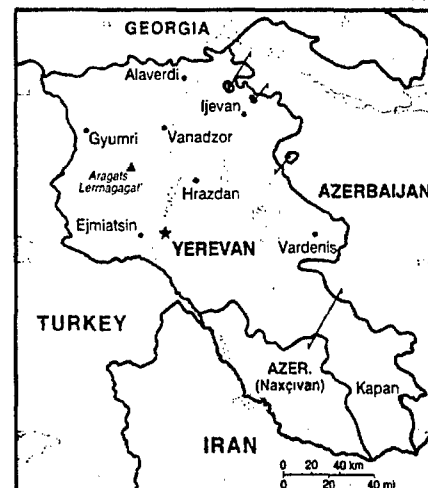 GEORGIA
Alaverdi
Ijevan
Gyumri
Vanadzor
Aragats
Lerrnagagat'
Hrazdan
AZERBAIJAN
Ejmiatsin
YEREVAN
Vardenis
TURKEY
AZER.
(Naxçıvan)
Kapan
IRAN
0 20 40 km
0 20 40 mi